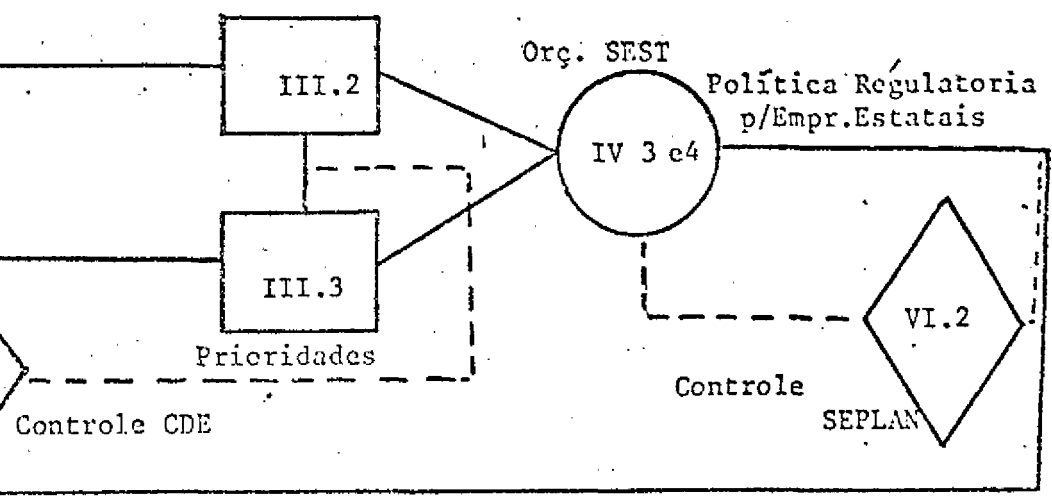 Orç. SEST
III.2
Política Régulatoria
p/Empr.Estatais
IV 3 e4
III.3
VI.2
Prioridades
Controle
Controle CDE
SEPLAN